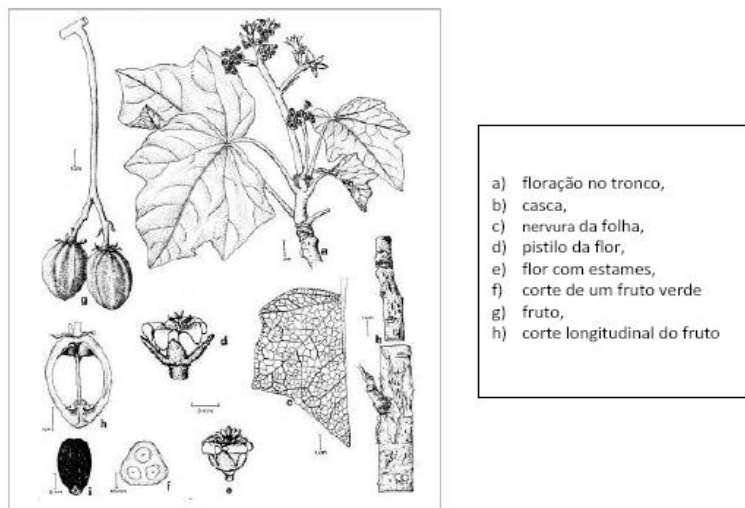 a) floração no tronco,
b) casca,
c) nervura da folha,
d) pistilo da flor,
e) flor com estames,
f) corte de um fruto verde
g) fruto,
h) corte longitudinal do fruto
a
g
d
b
c
h
i
f
e